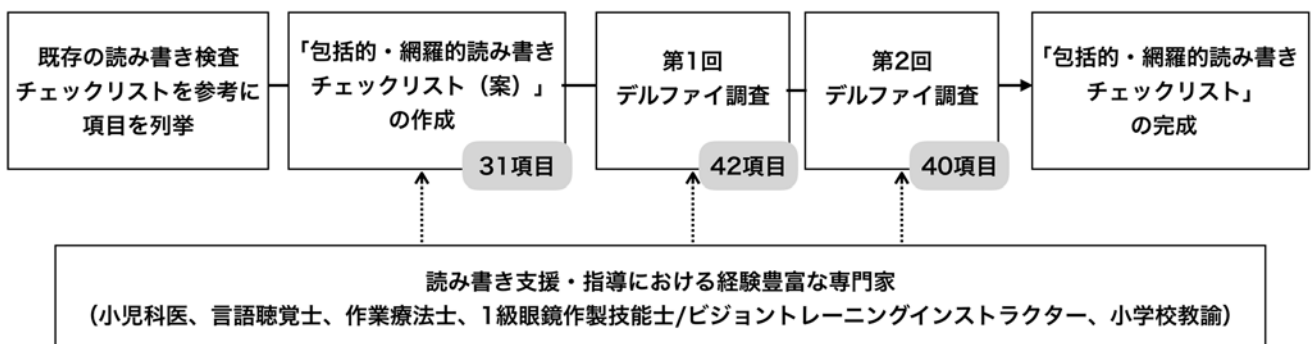 既存の読み書き検査
チェックリストを参考に
項目を列挙
「包括的・網羅的読み書き
チェックリスト（案）」
の作成
31項目
第1回
デルファイ調査
42項目
第2回
デルファイ調査
40項目
「包括的・網羅的読み書き
チェックリスト」
の完成
読み書き支援・指導における経験豊富な専門家
（小児科医、言語聴覚士、作業療法士、1級眼鏡作製技能士/ビジョントレーニングインストラクター、小学校教諭）